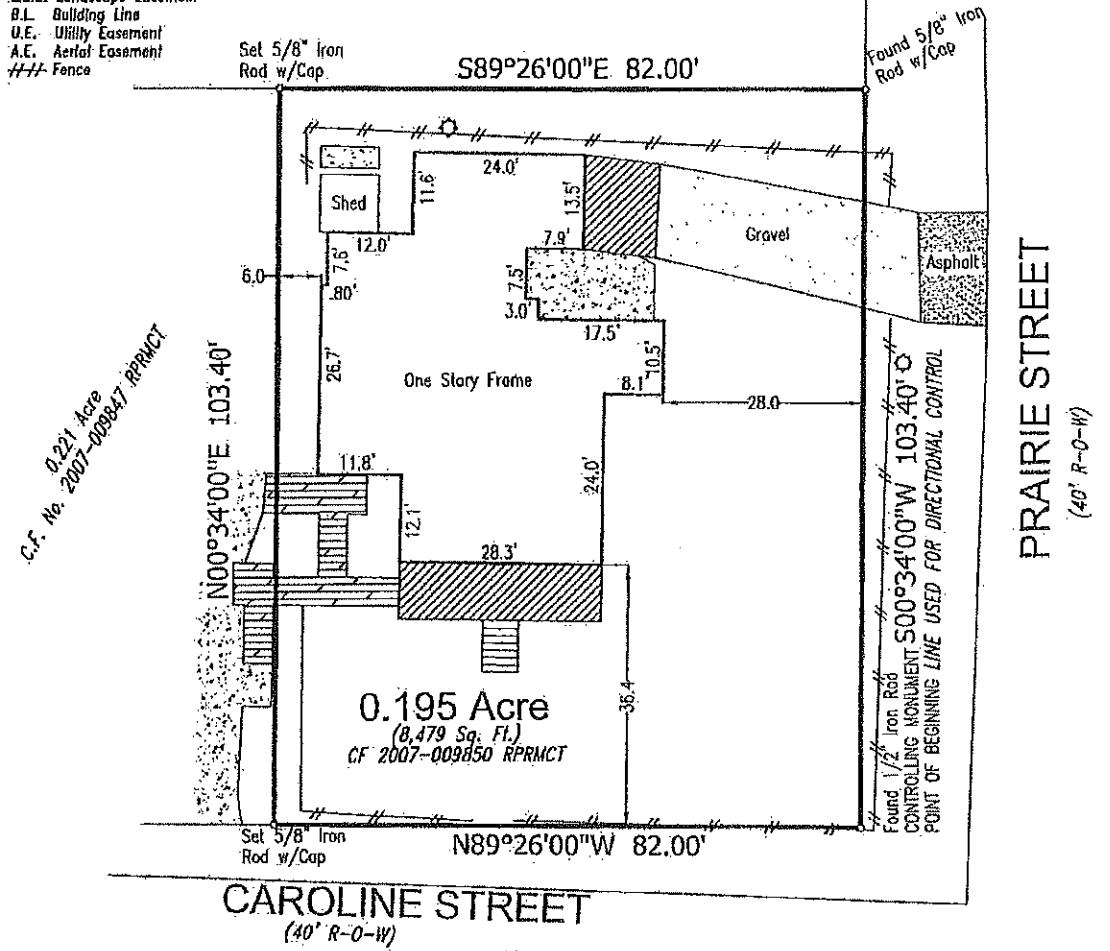 Landscape Easement
B.L. Building Line
U.E. Utility Easement
A.E. Aerial Easement
Fence
Set 5/8" Iron
Rod w/Cap
S89°26'00"E 82.00'
Found 5/8" Iron
Rod w/Cap
24.0'
11.6'
13.5'
Shed
12.0'
7.6'
.80'
6.0
7.9'
7.5'
3.0'
17.5'
Gravel
Asphalt
10.5'
8.1'
28.0
26.7'
One Story Frame
0.221 Acre
C.F. No. 2007-009847 RPRMCT
N00°34'00"E 103.40'
11.8'
12.1'
24.0'
28.3'
36.4
0.195 Acre
(8,479 Sq. Ft.)
CF 2007-009850 RPRMCT
S00°34'00"W 103.40'
Found 1/2" Iron Rod
CONTROLLING MONUMENT
POINT OF BEGINNING LINE USED FOR DIRECTIONAL CONTROL
PRAIRIE STREET
(40' R-O-W)
Set 5/8" Iron
Rod w/Cap
N89°26'00"W 82.00'
CAROLINE STREET
(40' R-O-W)